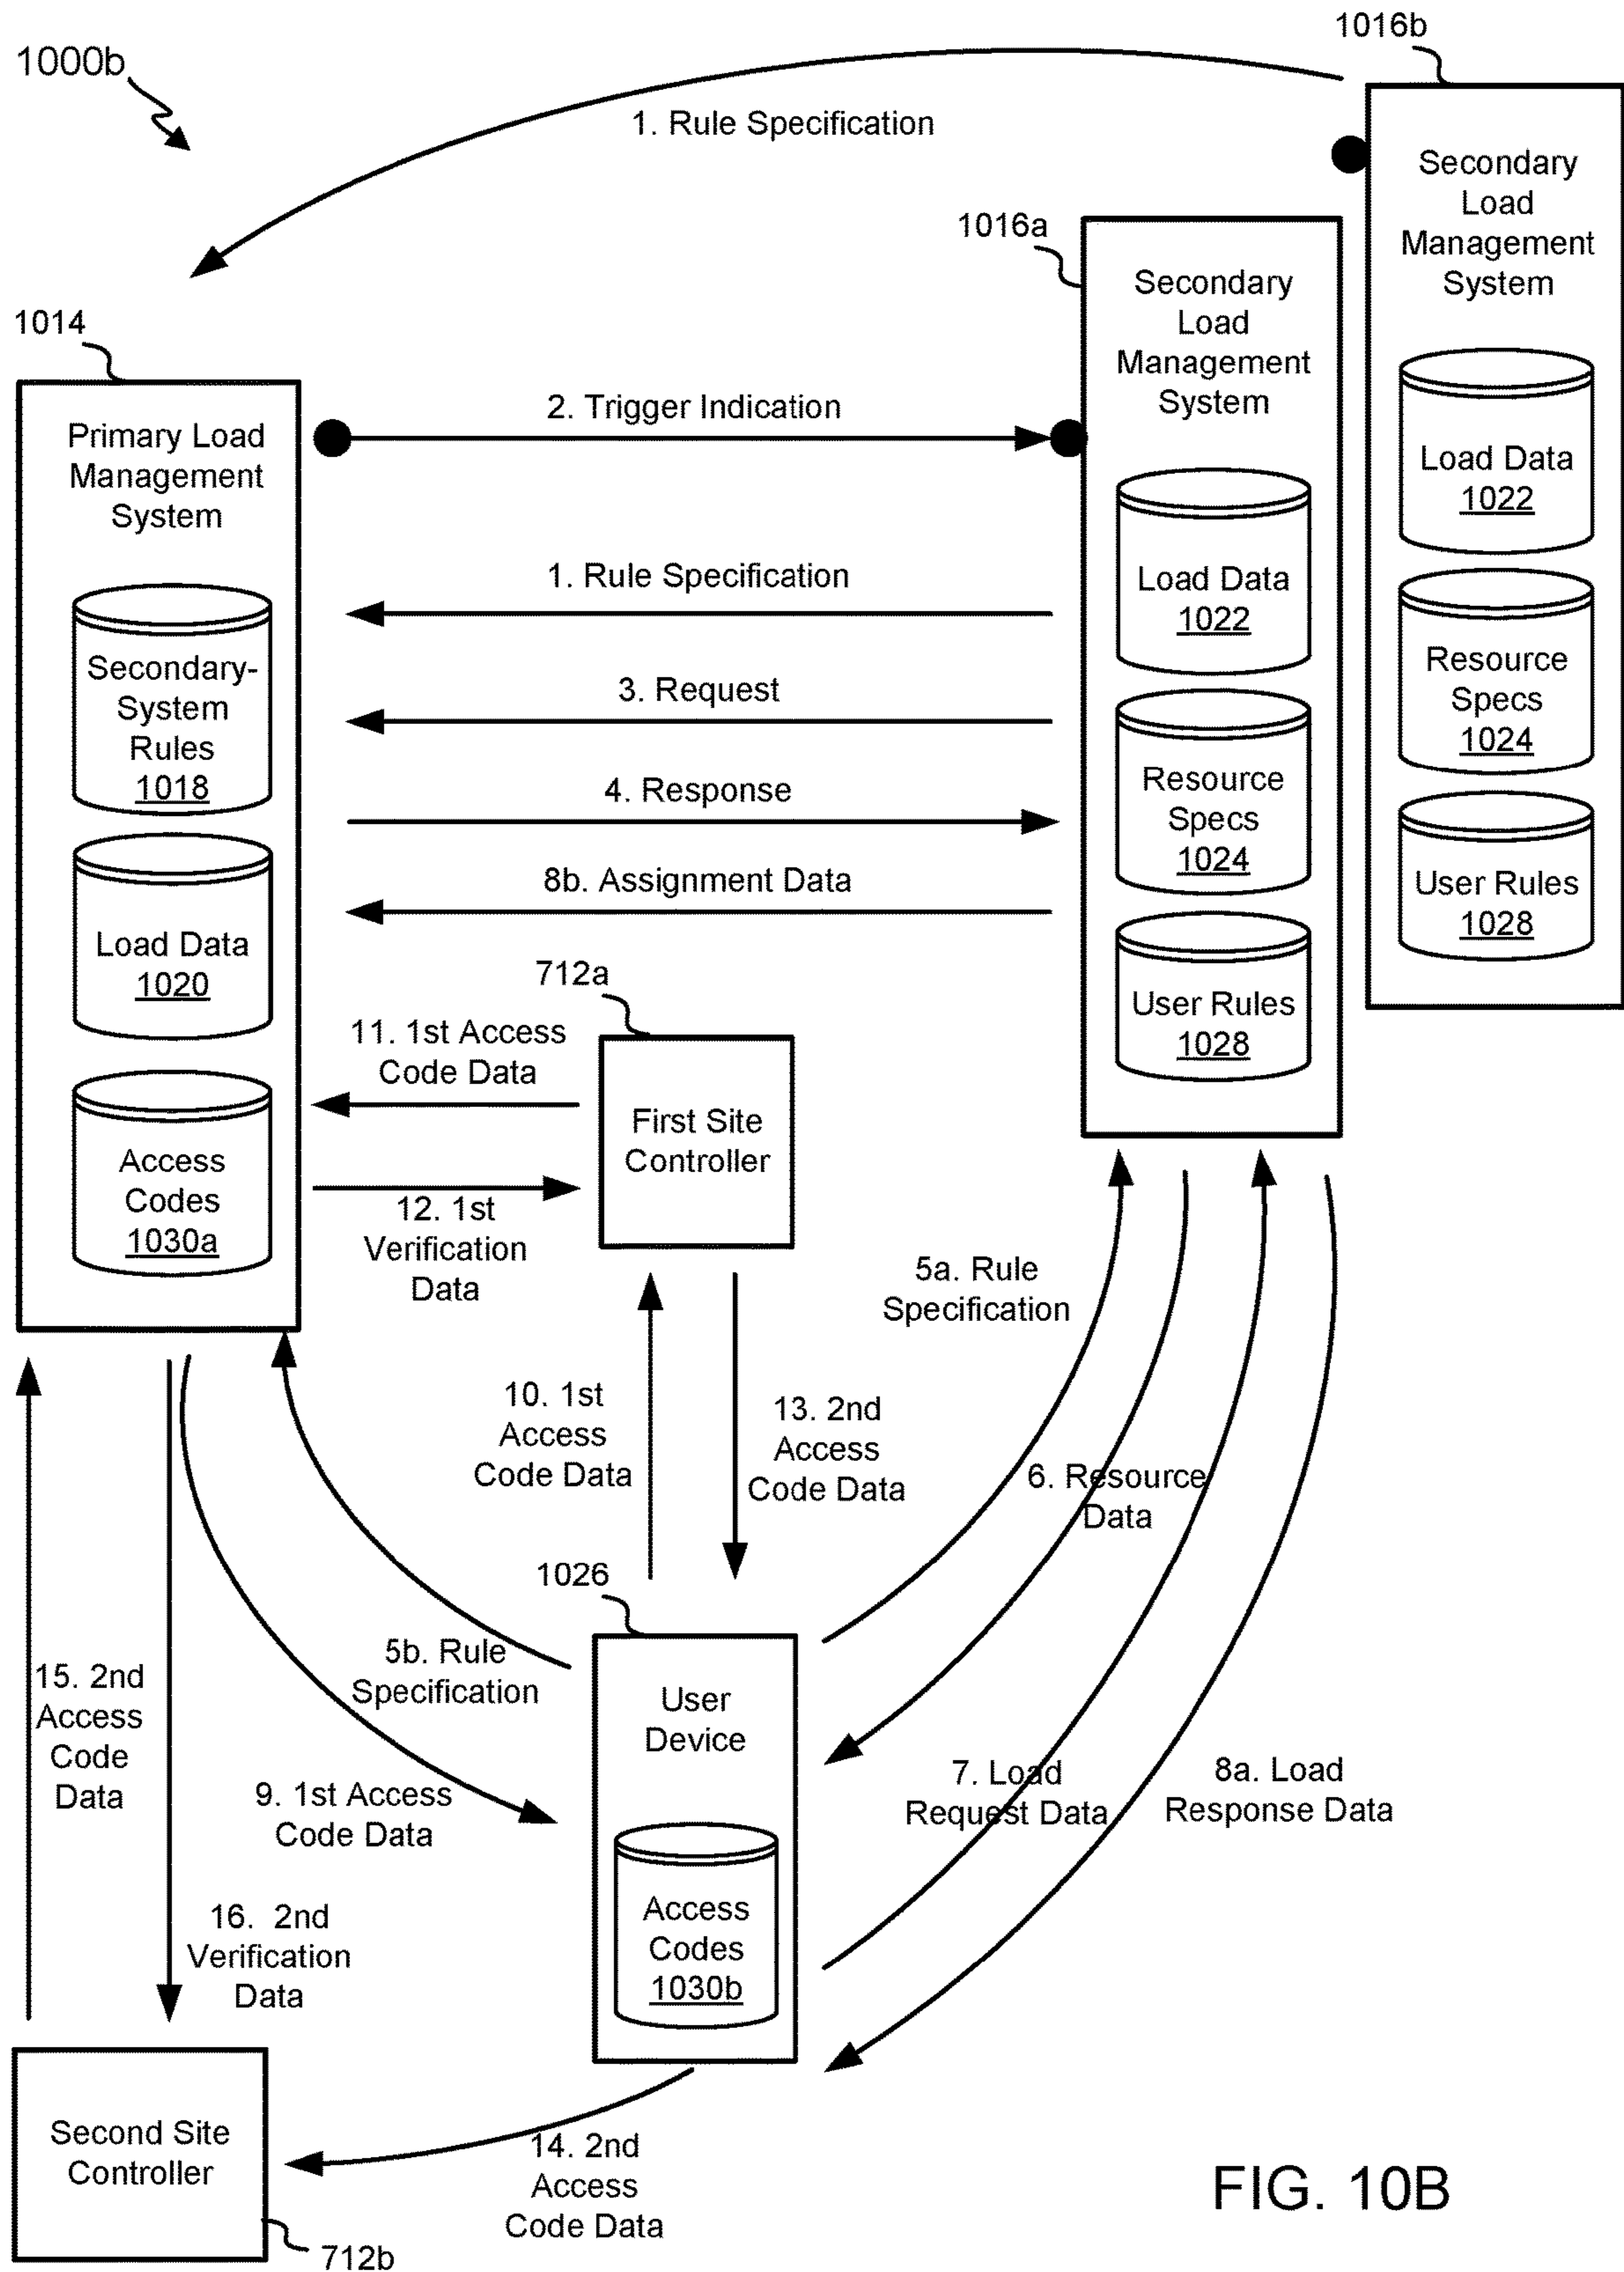 1000b
1016b
1. Rule Specification
Secondary
Load
Management
System
Load Data
1022
Resource
Specs
1024
User Rules
1028
1016a
Secondary
Load
Management
System
Load Data
1022
Resource
Specs
1024
User Rules
1028
1014
Primary Load
Management
System
Secondary-
System
Rules
1018
Load Data
1020
Access
Codes
1030a
2. Trigger Indication
1. Rule Specification
3. Request
4. Response
8b. Assignment Data
712a
First Site
Controller
11. 1st Access
Code Data
12. 1st
Verification
Data
10. 1st
Access
Code Data
13. 2nd
Access
Code Data
5a. Rule
Specification
6. Resource
Data
7. Load
Request Data
8a. Load
Response Data
1026
User
Device
Access
Codes
1030b
5b. Rule
Specification
9. 1st Access
Code Data
15. 2nd
Access
Code
Data
16. 2nd
Verification
Data
Second Site
Controller
712b
14. 2nd
Access
Code Data
FIG. 10B